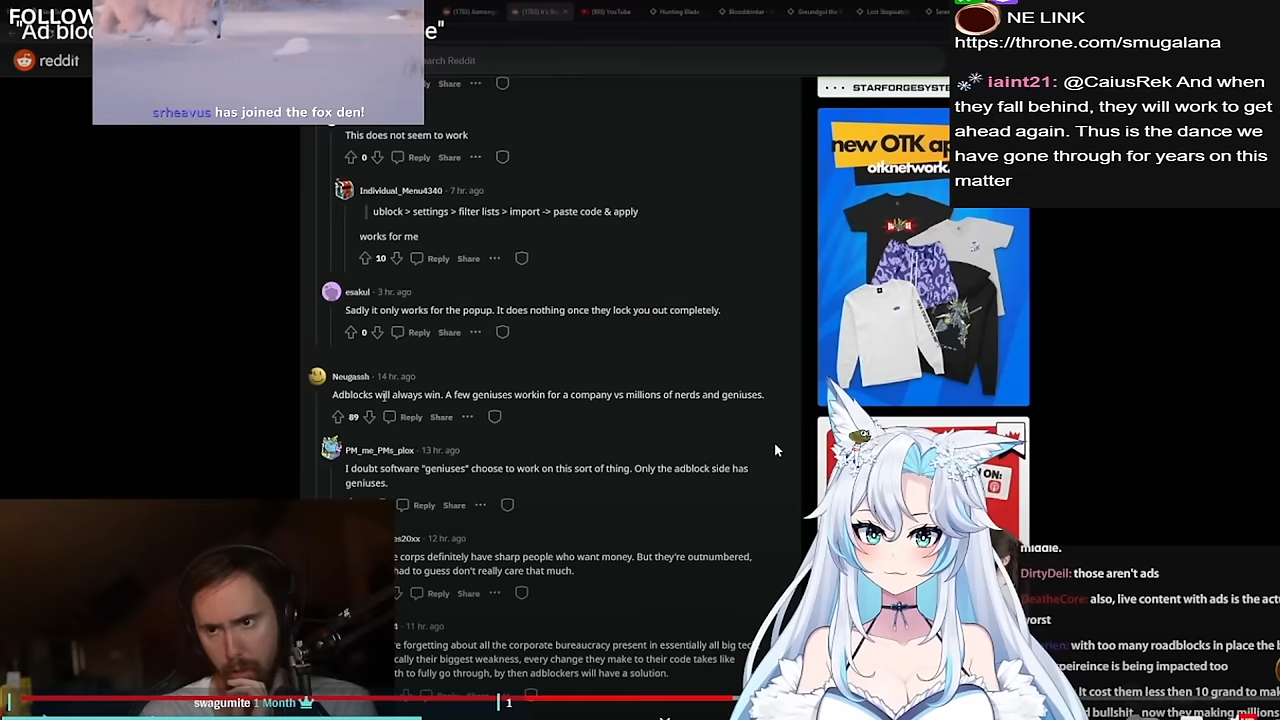 FOLLOW
"Ad bloc
e"
reddit
arch Reddit
srheavus has joined the fox den!
Share
This does not seem to work
0 Reply Share
Individual_Menu4340 · 7 hr. ago
ublock > settings > filter lists > import -> paste code & apply
works for me
10 Reply Share
esakul · 3 hr. ago
Sadly it only works for the popup. It does nothing once they lock you out completely.
0 Reply Share
Neugassh · 14 hr. ago
Adblocks will always win. A few geniuses workin for a company vs millions of nerds and geniuses.
89 Reply Share
PM_me_PMs_plox · 13 hr. ago
I doubt software "geniuses" choose to work on this sort of thing. Only the adblock side has
geniuses.
Reply Share
es20xx · 12 hr. ago
e corps definitely have sharp people who want money. But they're outnumbered,
had to guess don't really care that much.
Reply Share
11 hr. ago
re forgetting about all the corporate bureaucracy present in essentially all big tec
cally their biggest weakness, every change they make to their code takes like
th to fully go through, by then adblockers will have a solution.
swagumite 1 Month
1
STARFORGESYSTE
new OTK ap
otknetwork.
ON:
NE LINK
https://throne.com/smugalana
iaint21: @CaiusRek And when
they fall behind, they will work to get
ahead again. Thus is the dance we
have gone through for years on this
matter
middle.
DirtyDeil: those aren't ads
DeatheCore: also, live content with ads is the actu
worst
with too many roadblocks in place the
xpeireince is being impacted too
It cost them less then 10 grand to mak
bullshit.. now they making millions